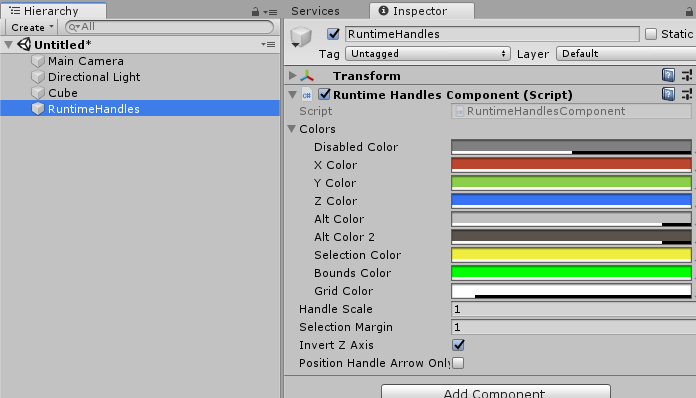 Hierarchy
Create
All
Untitled*
Main Camera
Directional Light
Cube
RuntimeHandles
Services
Inspector
RuntimeHandles
Static
Tag Untagged Layer Default
Transform
C#
Runtime Handles Component (Script)
Script RuntimeHandlesComponent
Colors
Disabled Color
X Color
Y Color
Z Color
Alt Color
Alt Color 2
Selection Color
Bounds Color
Grid Color
Handle Scale 1
Selection Margin 1
Invert Z Axis
Position Handle Arrow Only
Add Component